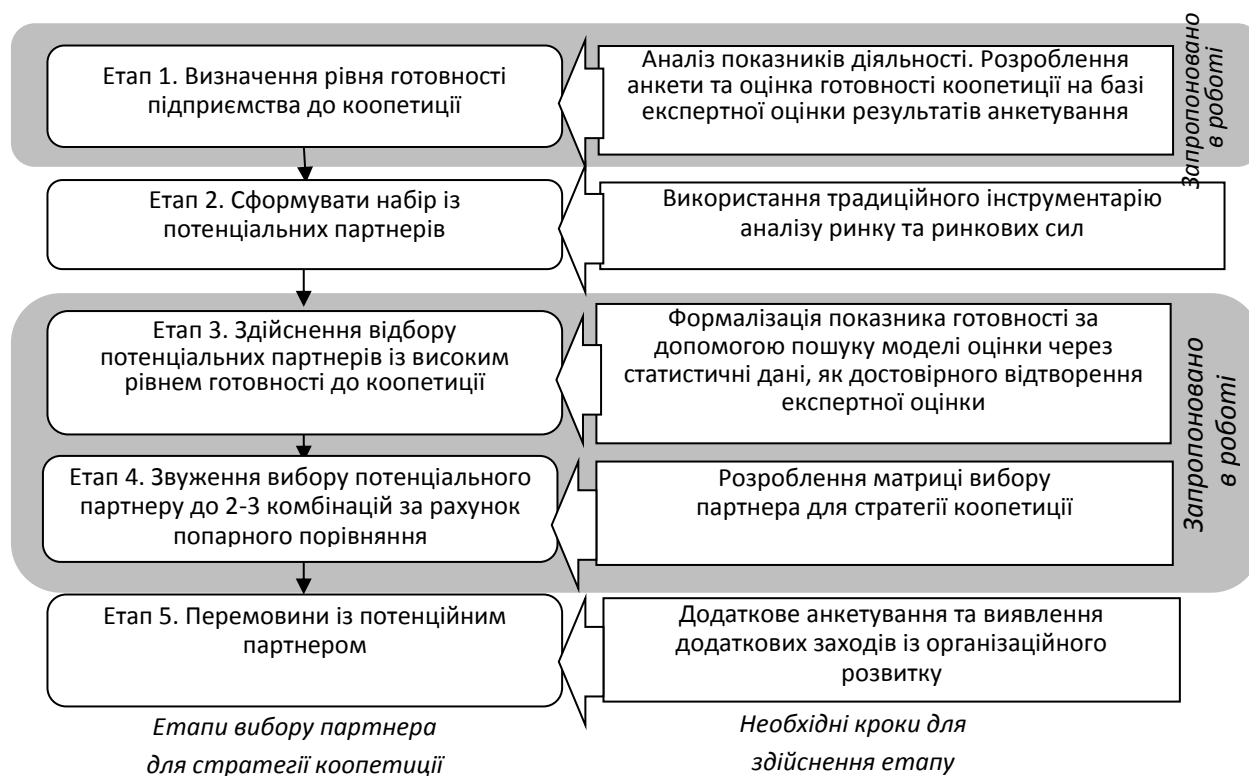 Етап 1. Визначення рівня готовності
підприємства до коопетиції
Аналіз показників діяльності. Розроблення
анкети та оцінка готовності коопетиції на базі
експертної оцінки результатів анкетування
Запропоновано
в роботі
Етап 2. Сформувати набір із
потенціальних партнерів
Використання традиційного інструментарію
аналізу ринку та ринкових сил
Етап 3. Здійснення відбору
потенціальних партнерів із високим
рівнем готовності до коопетиції
Формалізація показника готовності за
допомогою пошуку моделі оцінки через
статистичні дані, як достовірного відтворення
експертної оцінки
Запропоновано
в роботі
Етап 4. Звуження вибору потенціального
партнеру до 2-3 комбінацій за рахунок
попарного порівняння
Розроблення матриці вибору
партнера для стратегії коопетиції
Етап 5. Перемовини із потенційним
партнером
Додаткове анкетування та виявлення
додаткових заходів із організаційного
розвитку
Етапи вибору партнера
для стратегії коопетиції
Необхідні кроки для
здійснення етапу